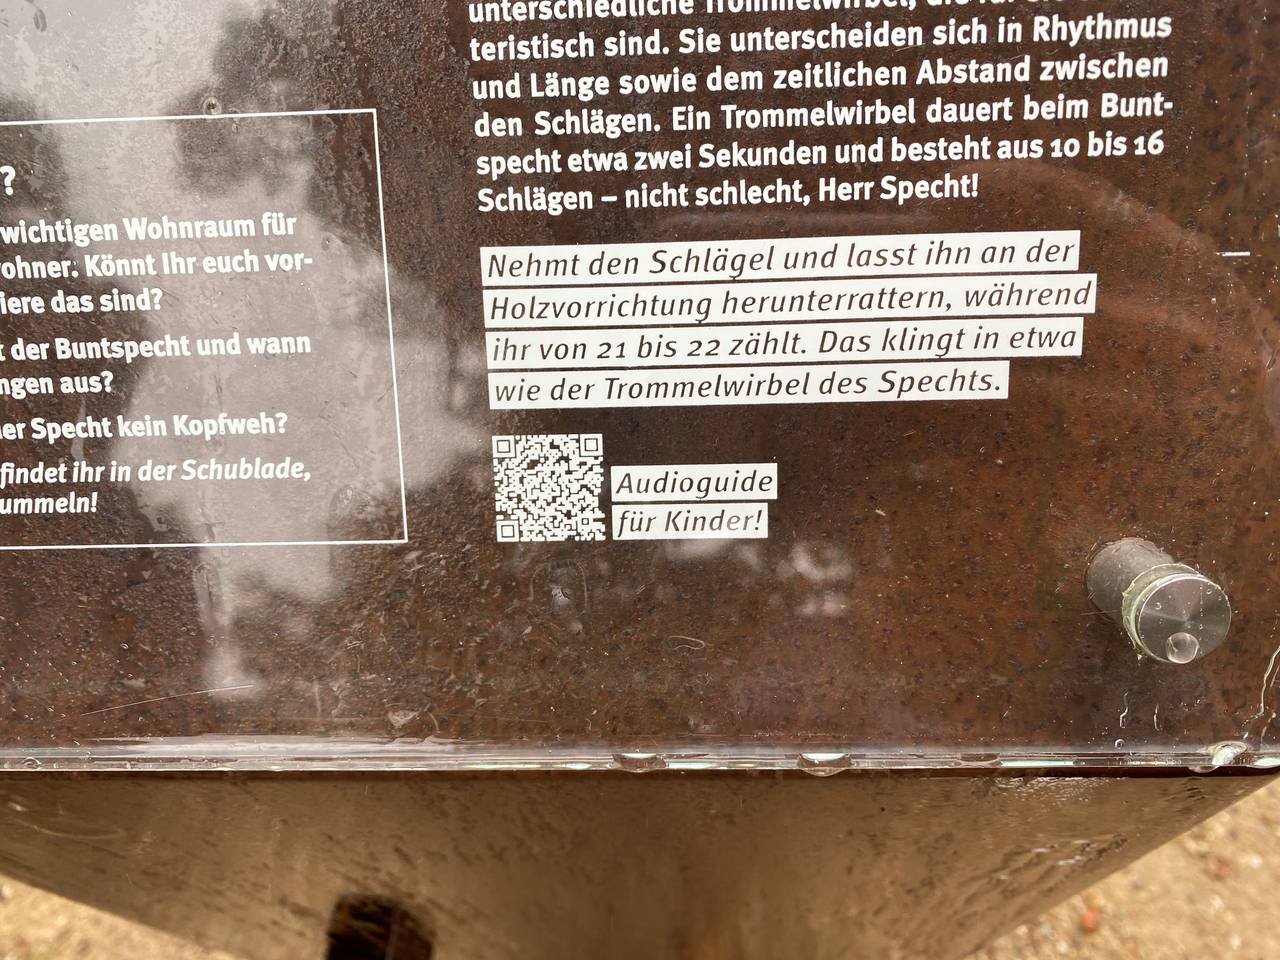 ?
wichtigen Wohnraum für
ohner. Könnt Ihr euch vor-
iere das sind?
t der Buntspecht und wann
ngen aus?
er Specht kein Kopfweh?
findet ihr in der Schublade,
ummeln!
unterschiedliche Trommelwirbel,
teristisch sind. Sie unterscheiden sich in Rhythmus
und Länge sowie dem zeitlichen Abstand zwischen
den Schlägen. Ein Trommelwirbel dauert beim Bunt-
specht etwa zwei Sekunden und besteht aus 10 bis 16
Schlägen – nicht schlecht, Herr Specht!
Nehmt den Schlägel und lasst ihn an der
Holzvorrichtung herunterrattern, während
ihr von 21 bis 22 zählt. Das klingt in etwa
wie der Trommelwirbel des Spechts.
Audioguide
für Kinder!